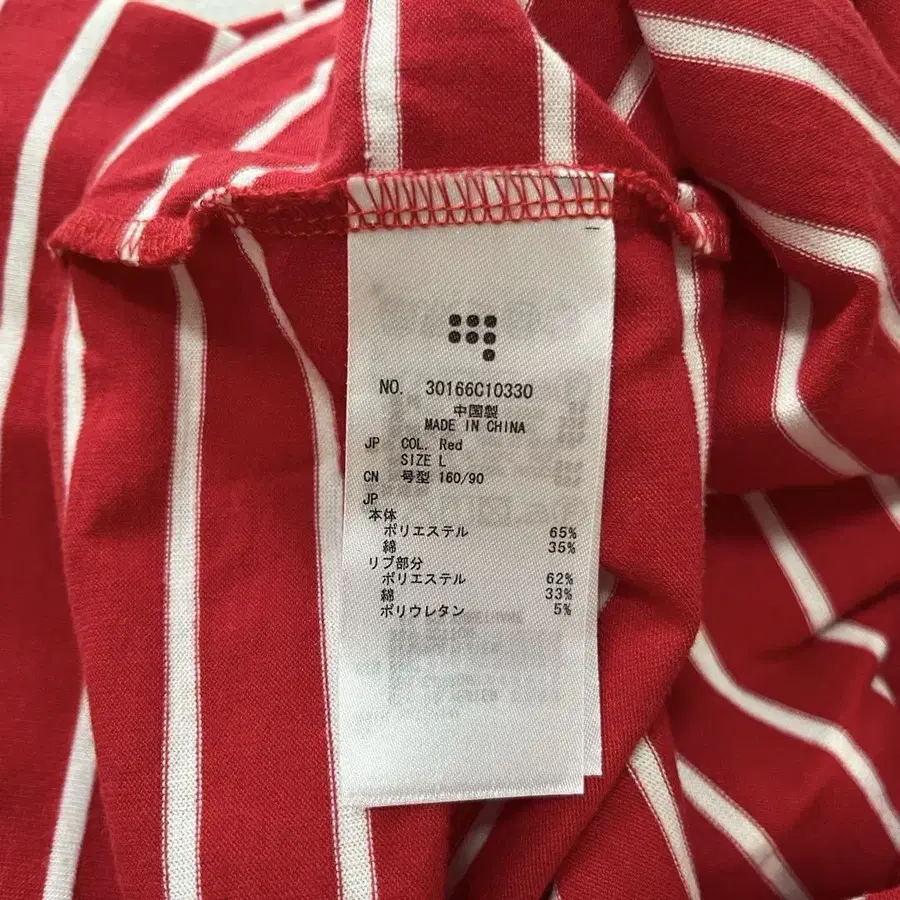 NO. 30166C10330
中国製
MADE IN CHINA
JP COL. Red
SIZE L
CN 号型 160/90
JP
本体
ポリエステル 65%
綿 35%
リブ部分
ポリエステル 62%
綿 33%
ポリウレタン 5%